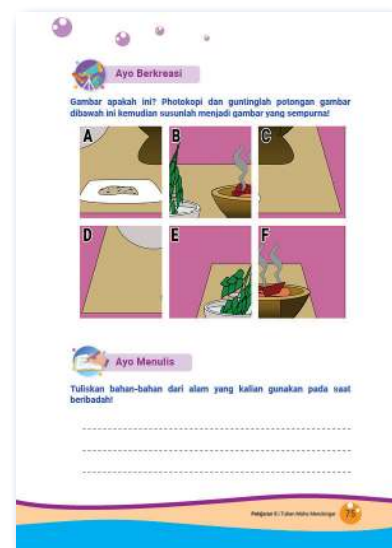 Ayo Berkreasi
Gambar apakah ini? Photokopi dan guntinglah potongan gambar
dibawah ini kemudian susunlah menjadi gambar yang sempurna!
A B C
D E F
Ayo Menulis
Tuliskan bahan-bahan dari alam yang kalian gunakan pada saat
beribadah!
75